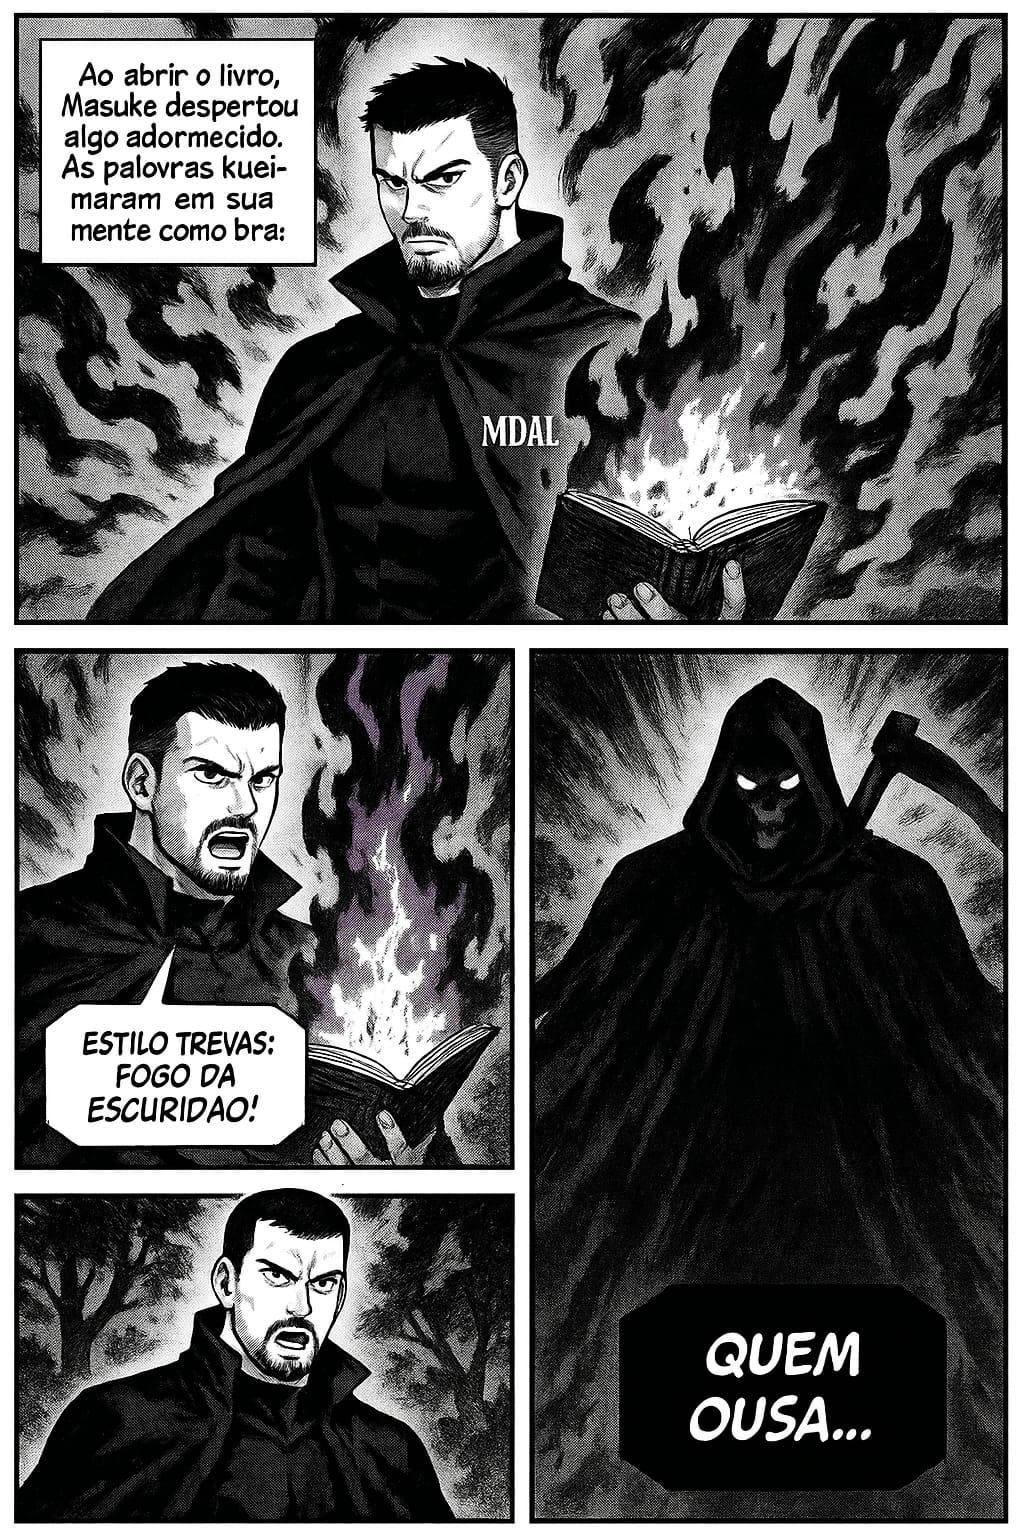 Ao abrir o livro,
Masuke despertou
algo adormecido.
As palovras kuei-
maram em sua
mente como bra:
MDAL
ESTILO TREVAS:
FOGO DA
ESCURIDAO!
QUEM
OUSA...